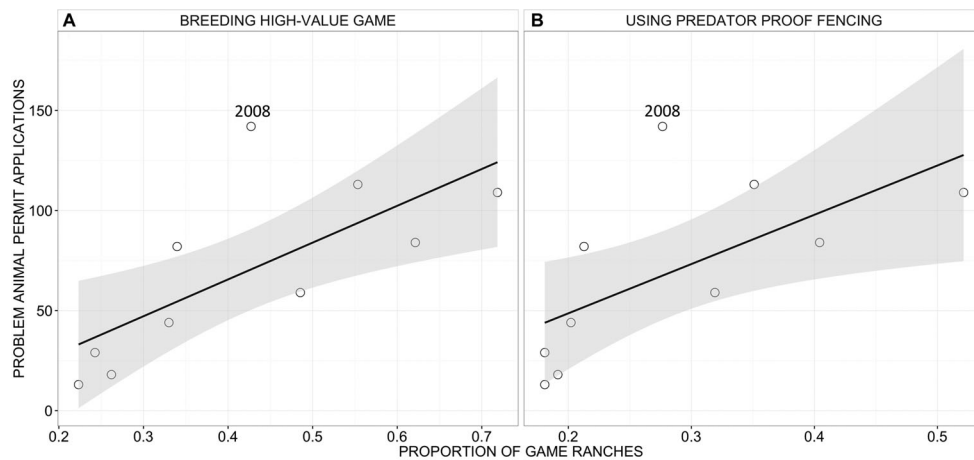 A BREEDING HIGH-VALUE GAME
B USING PREDATOR PROOF FENCING
PROBLEM ANIMAL PERMIT APPLICATIONS
150
100
50
0
2008
2008
0.2 0.3 0.4 0.5 0.6 0.7
0.2 0.3 0.4 0.5
PROPORTION OF GAME RANCHES